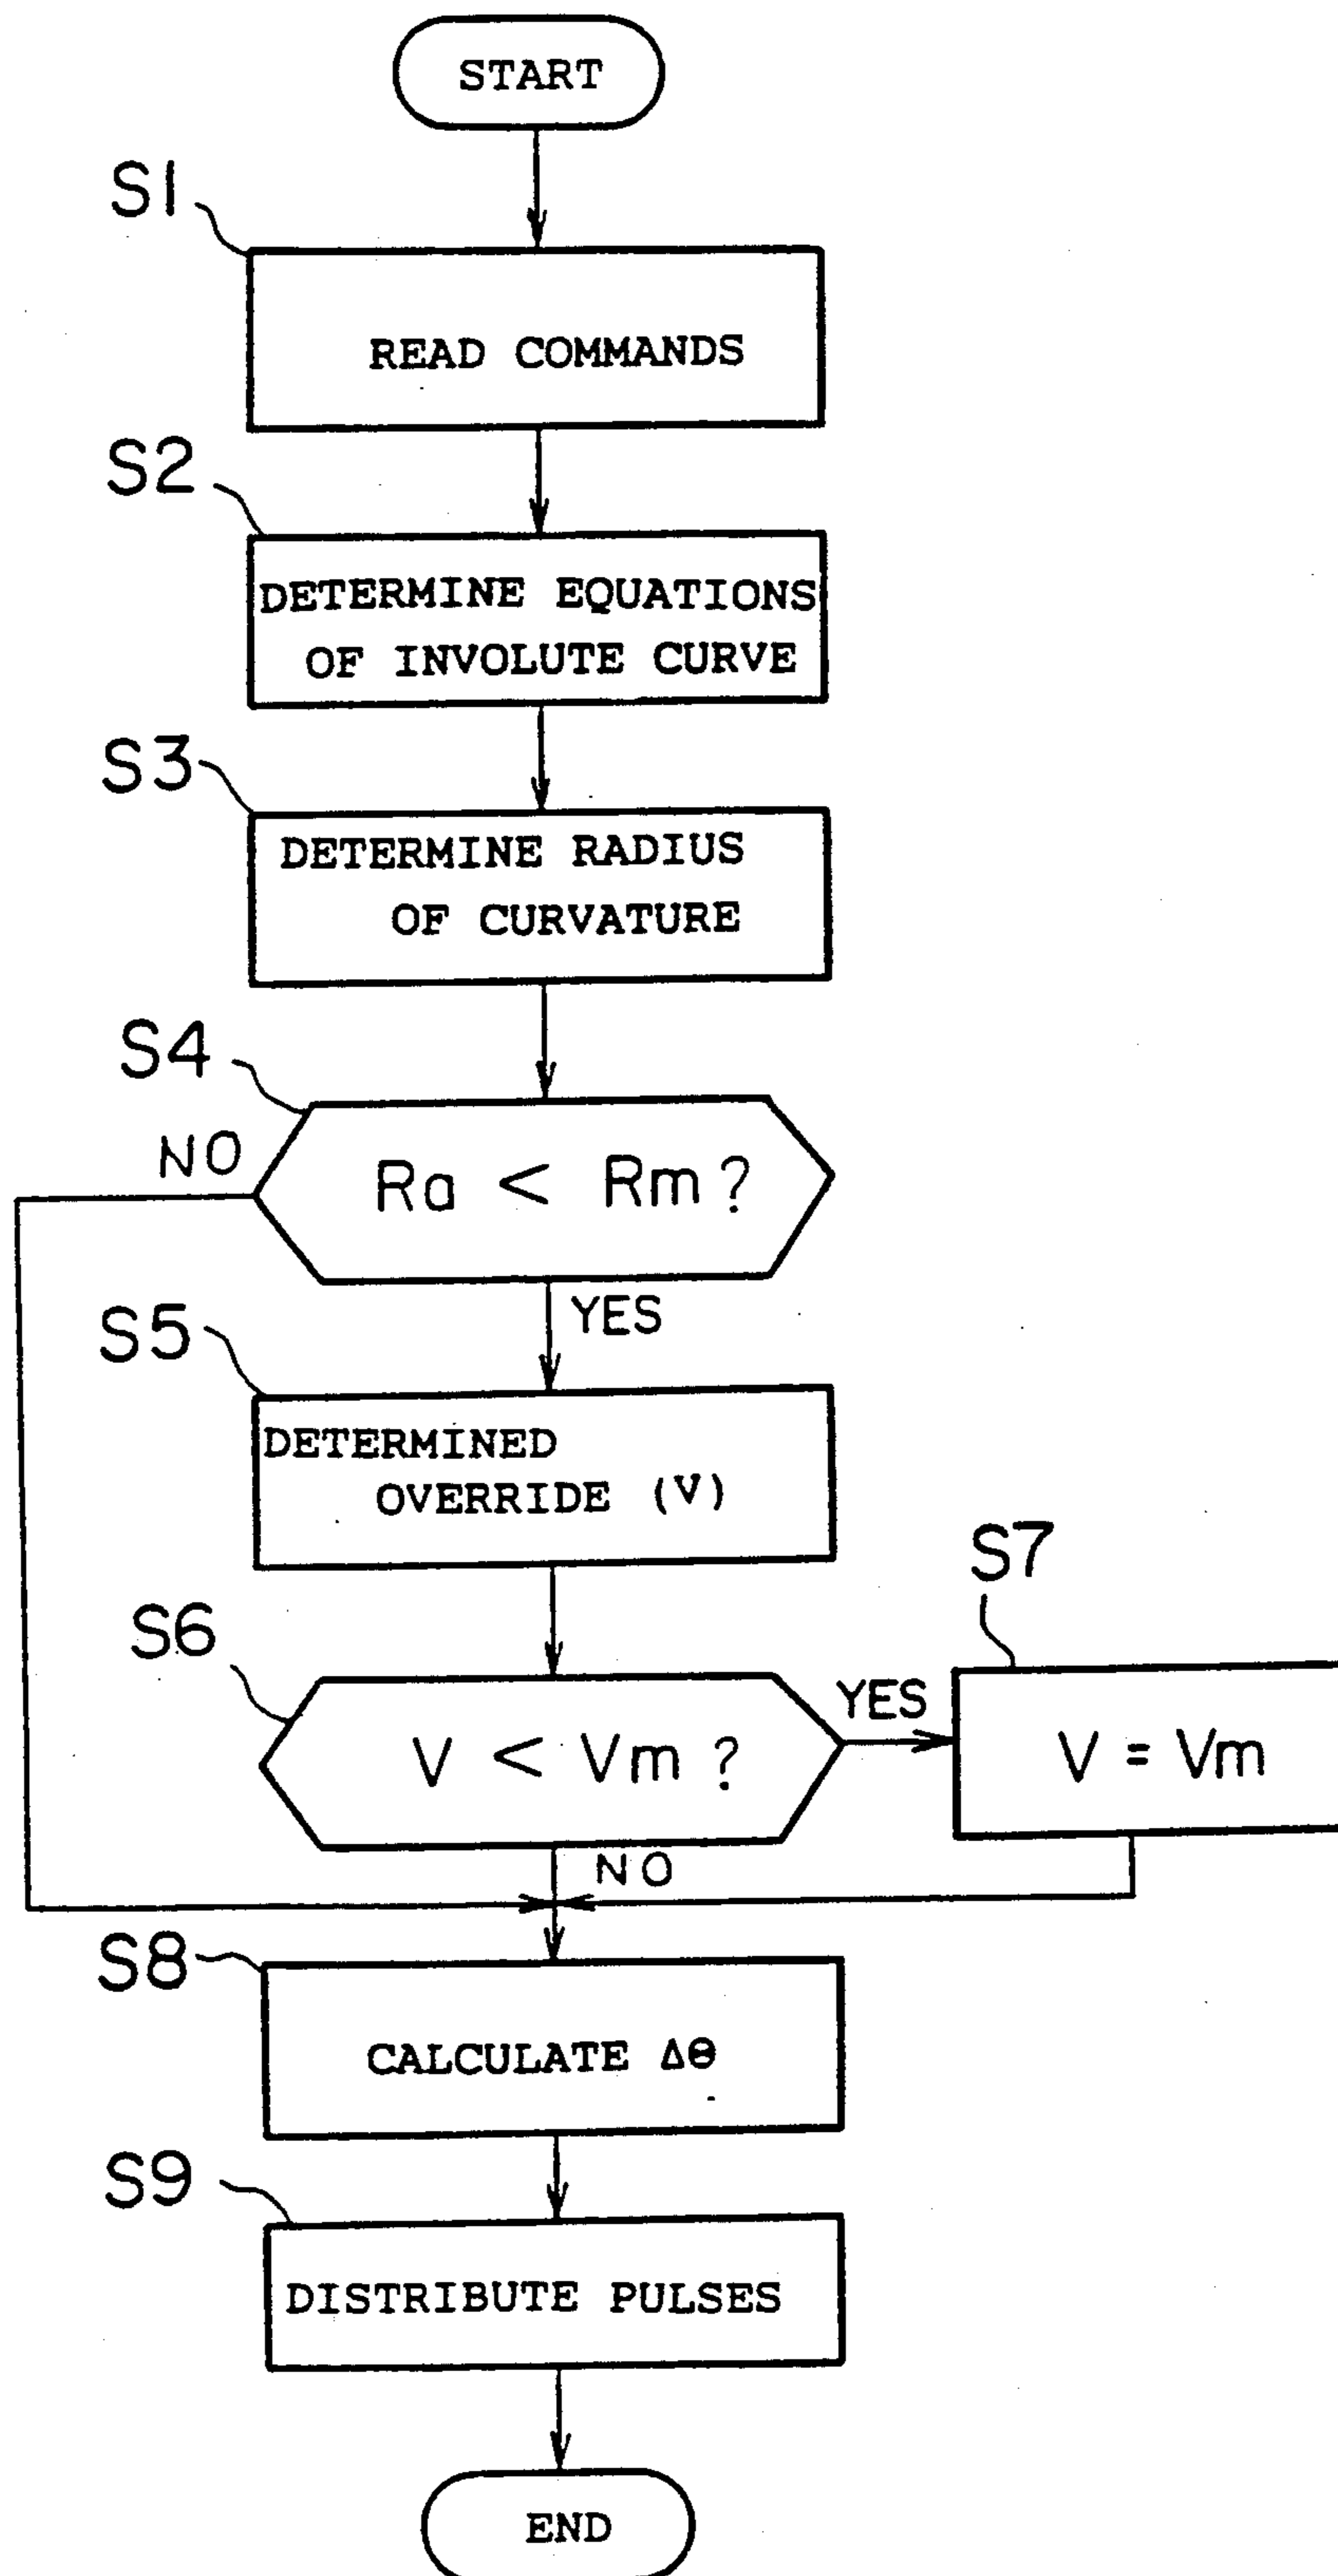 START
S1
READ COMMANDS
S2
DETERMINE EQUATIONS
OF INVOLUTE CURVE
S3
DETERMINE RADIUS
OF CURVATURE
S4
NO
Ra < Rm?
YES
S5
DETERMINED
OVERRIDE (V)
S7
S6
YES
V < Vm?
V = Vm
NO
S8
CALCULATE ΔΘ
S9
DISTRIBUTE PULSES
END